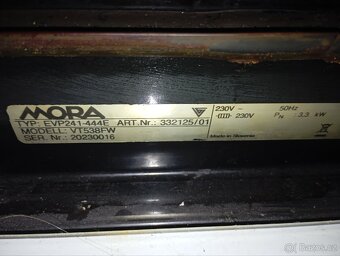 MORA
TYP: EVP241-444E ART.Nr.: 332125/01
MODELL: VT538FW
SER. Nr.: 20230016
230V ~ 50Hz
230V PN : 3,3 kW
Made in Slovenia
bazos.cz